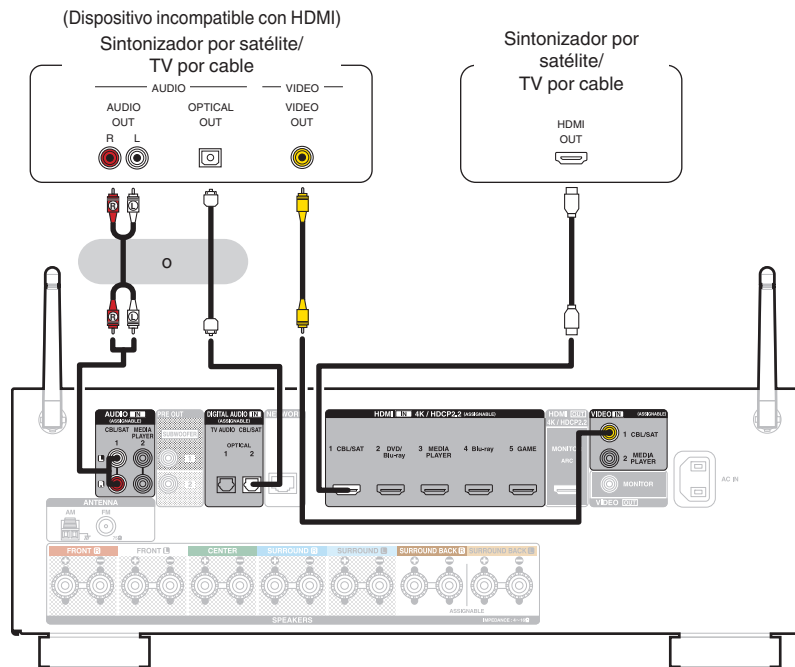 (Dispositivo incompatible con HDMI)
Sintonizador por satélite/
TV por cable
AUDIO
VIDEO
AUDIO
OUT
OPTICAL
OUT
VIDEO
OUT
R L
R L
o
R L
Sintonizador por
satélite/
TV por cable
HDMI
OUT
AUDIO IN
(ASSIGNABLE)
CBL/SAT
1
MEDIA
PLAYER
2
L
R
PRE OUT
SUBWOOFER
1
2
DIGITAL AUDIO IN
(ASSIGNABLE)
TV AUDIO CBL/SAT
OPTICAL
1 2
NETWORK
HDMI IN 4K / HDCP2.2 (ASSIGNABLE)
1 CBL/SAT
2 DVD/
Blu-ray
3 MEDIA
PLAYER
4 Blu-ray
5 GAME
HDMI OUT
4K / HDCP2.2
MONITOR
ARC
VIDEO IN (ASSIGNABLE)
1 CBL/SAT
2 MEDIA
PLAYER
MONITOR
VIDEO OUT
AC IN
ANTENNA
AM FM
FRONT R
FRONT L
CENTER
SURROUND R
SURROUND L
SURROUND BACK R
SURROUND BACK L
ASSIGNABLE
SPEAKERS